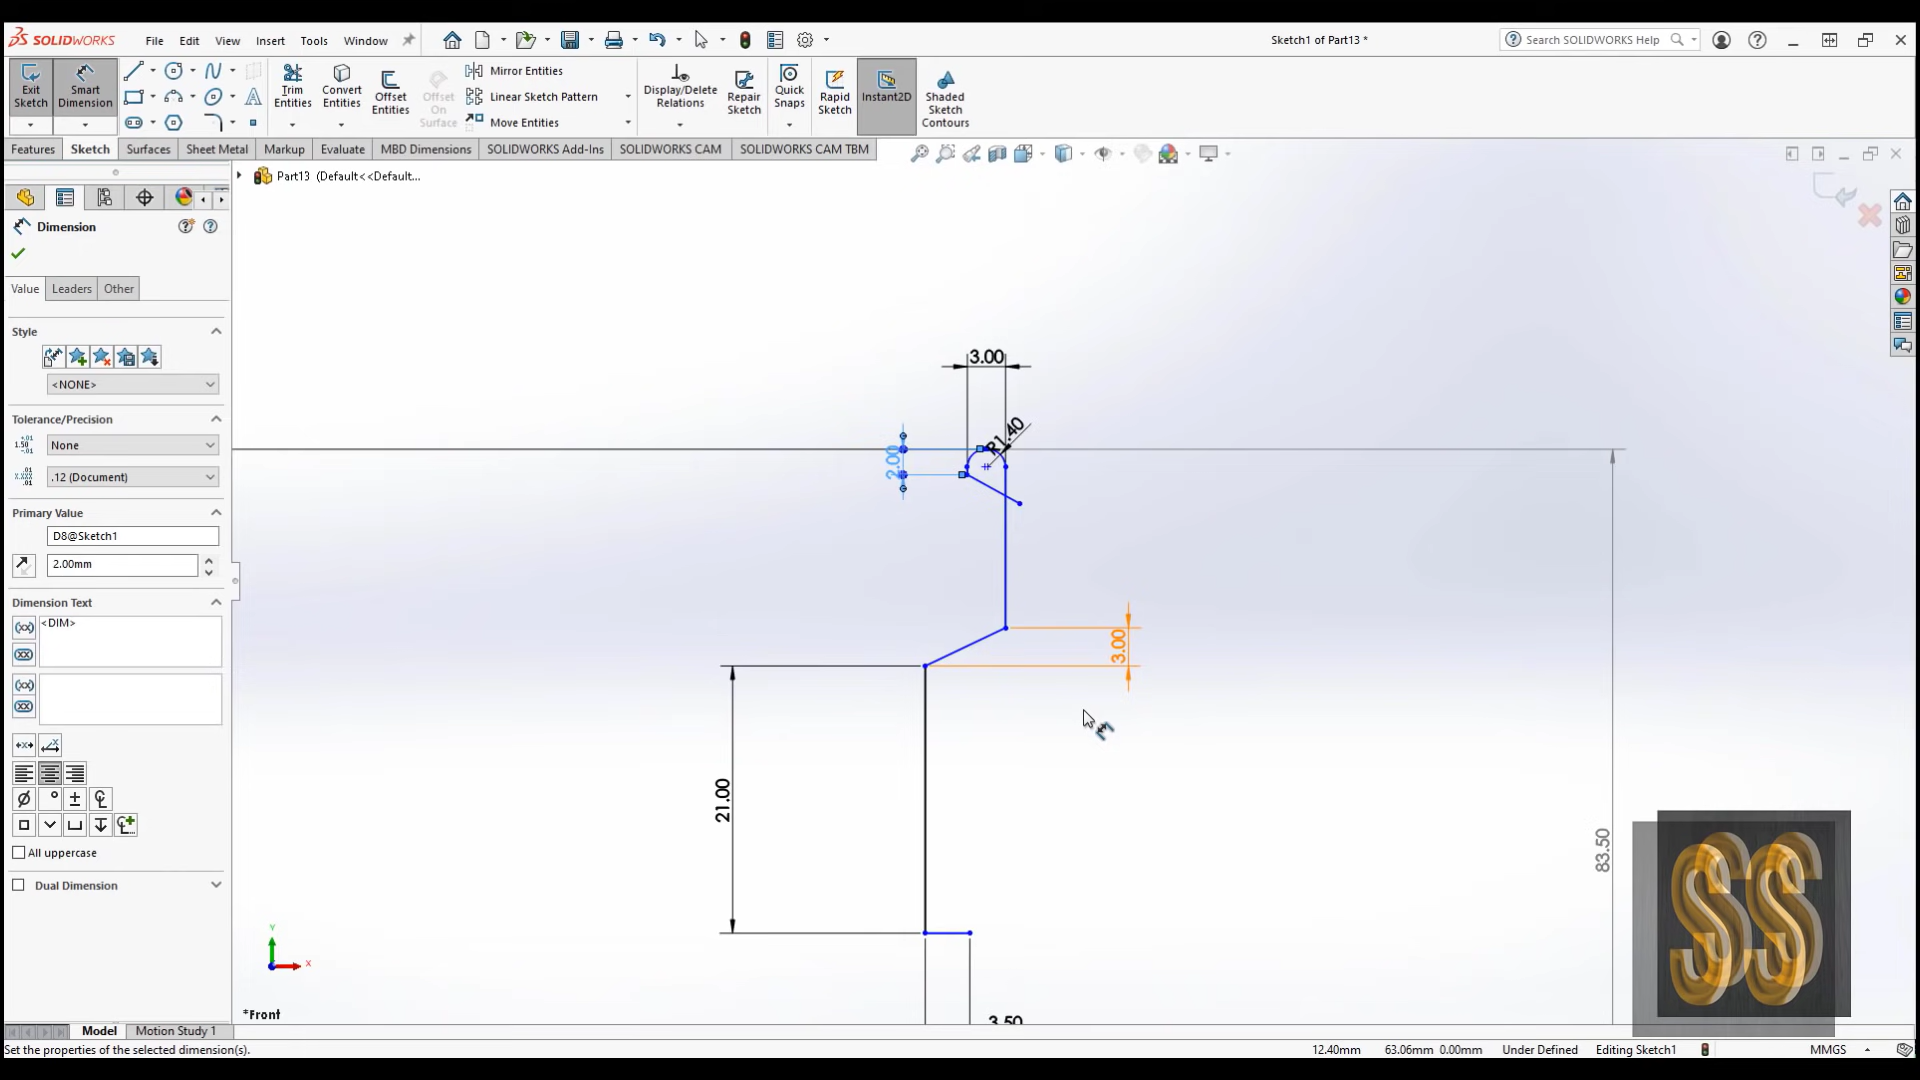 SOLIDWORKS File Edit View Insert Tools Window Sketch1 of Part13 * Search SOLIDWORKS Help
Exit Sketch
Smart Dimension
Trim Entities
Convert Entities
Offset Entities
Offset On Surface
Mirror Entities
Linear Sketch Pattern
Move Entities
Display/Delete Relations
Repair Sketch
Quick Snaps
Rapid Sketch
Instant2D
Shaded Sketch Contours
Features Sketch Surfaces Sheet Metal Markup Evaluate MBD Dimensions SOLIDWORKS Add-Ins SOLIDWORKS CAM SOLIDWORKS CAM TBM
Part13 (Default<<Default...
Dimension
Value Leaders Other
Style
<NONE>
Tolerance/Precision
None
.12 (Document)
Primary Value
D8@Sketch1
2.00mm
Dimension Text
<DIM>
All uppercase
Dual Dimension
3.00
R1.40
2.00
3.00
21.00
83.50
3.50
Y
X
*Front
SS
Model Motion Study 1
Set the properties of the selected dimension(s). 12.40mm 63.06mm 0.00mm Under Defined Editing Sketch1 MMGS